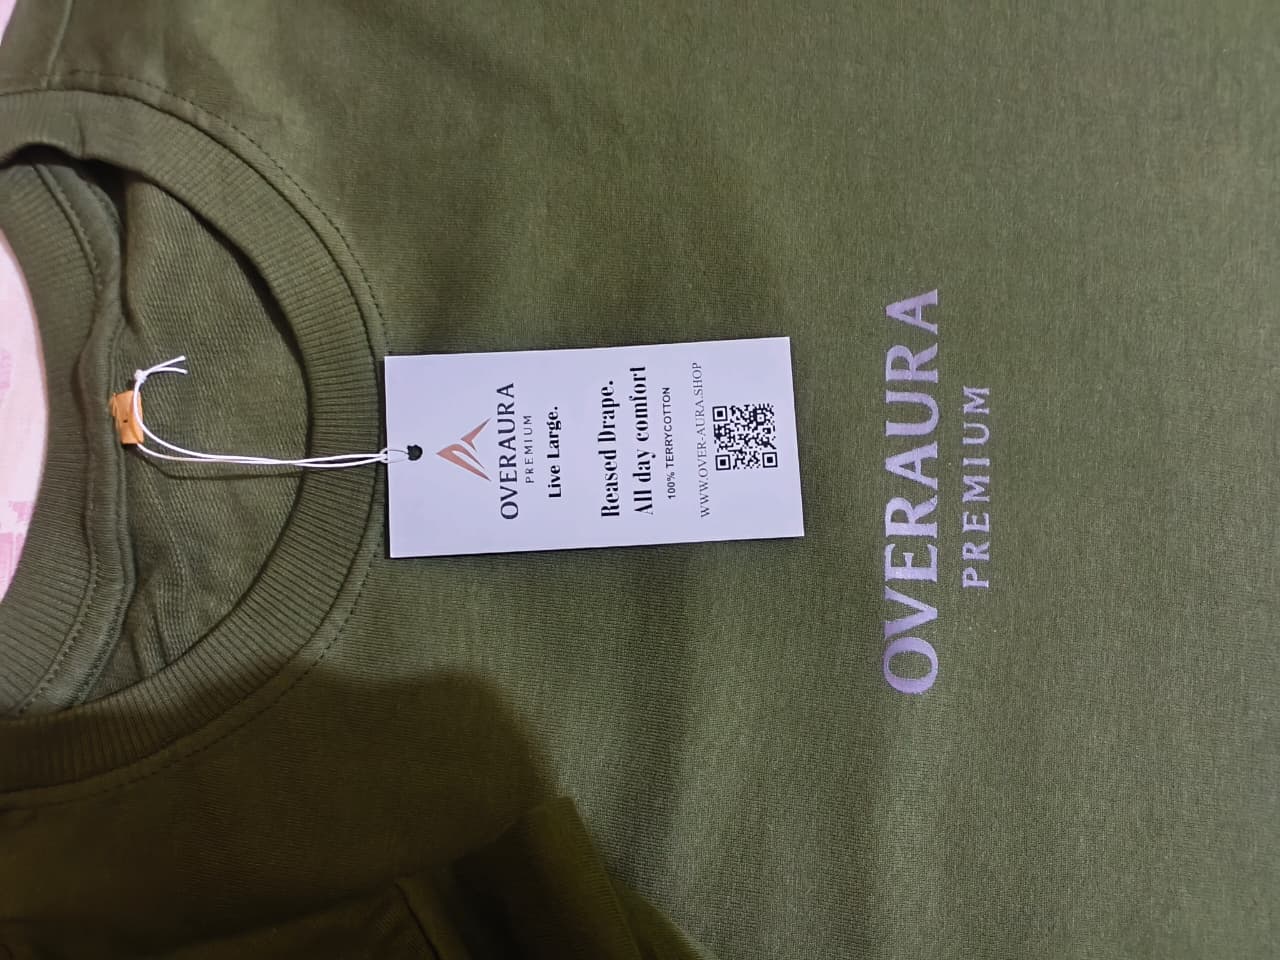 OVERAURA
PREMIUM
Live Large.
Reased Drape.
All day comfort
100% TERRYCOTTON
WWW.OVER-AURA.SHOP
OVERAURA
PREMIUM